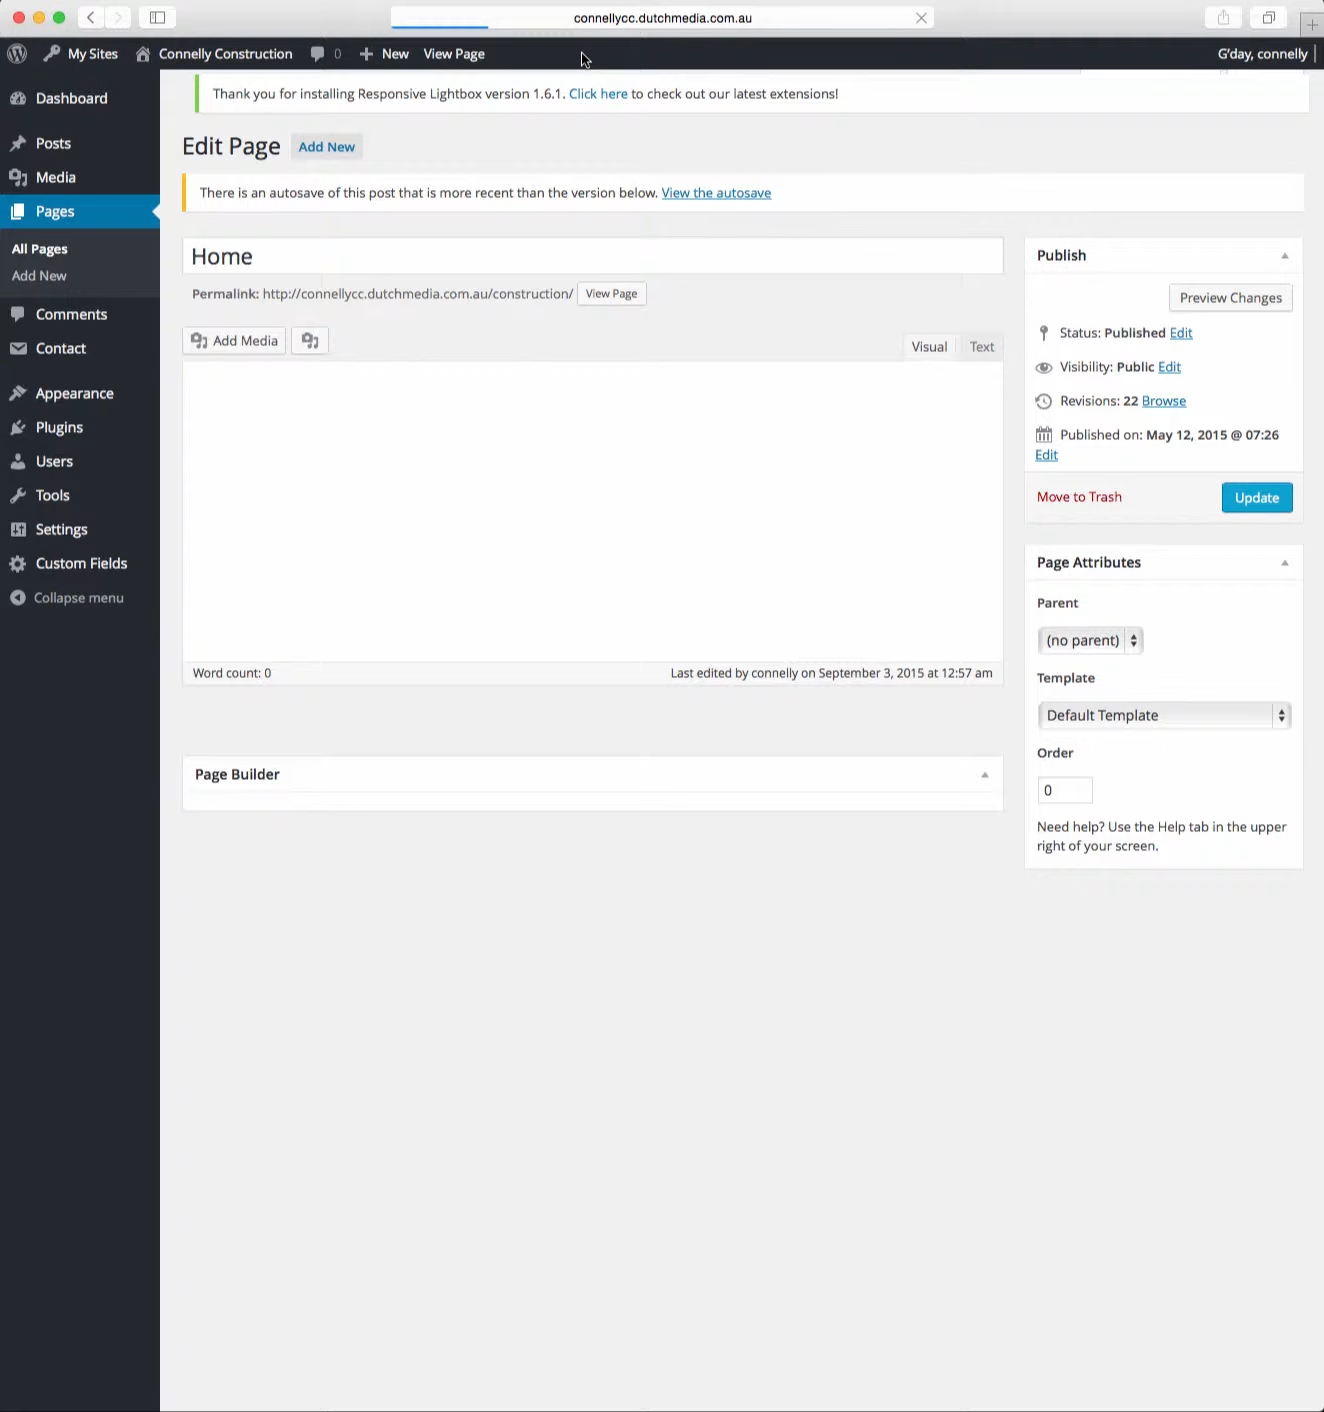 connellycc.dutchmedia.com.au
My Sites Connelly Construction 0 New View Page G'day, connelly
Dashboard
Posts
Media
Pages
All Pages
Add New
Comments
Contact
Appearance
Plugins
Users
Tools
Settings
Custom Fields
Collapse menu
Thank you for installing Responsive Lightbox version 1.6.1. Click here to check out our latest extensions!
Edit Page Add New
There is an autosave of this post that is more recent than the version below. View the autosave
Home
Permalink: http://connellycc.dutchmedia.com.au/construction/ View Page
Add Media
Visual Text
Word count: 0 Last edited by connelly on September 3, 2015 at 12:57 am
Page Builder
Publish
Preview Changes
Status: Published Edit
Visibility: Public Edit
Revisions: 22 Browse
Published on: May 12, 2015 @ 07:26
Edit
Move to Trash Update
Page Attributes
Parent
(no parent)
Template
Default Template
Order
0
Need help? Use the Help tab in the upper
right of your screen.